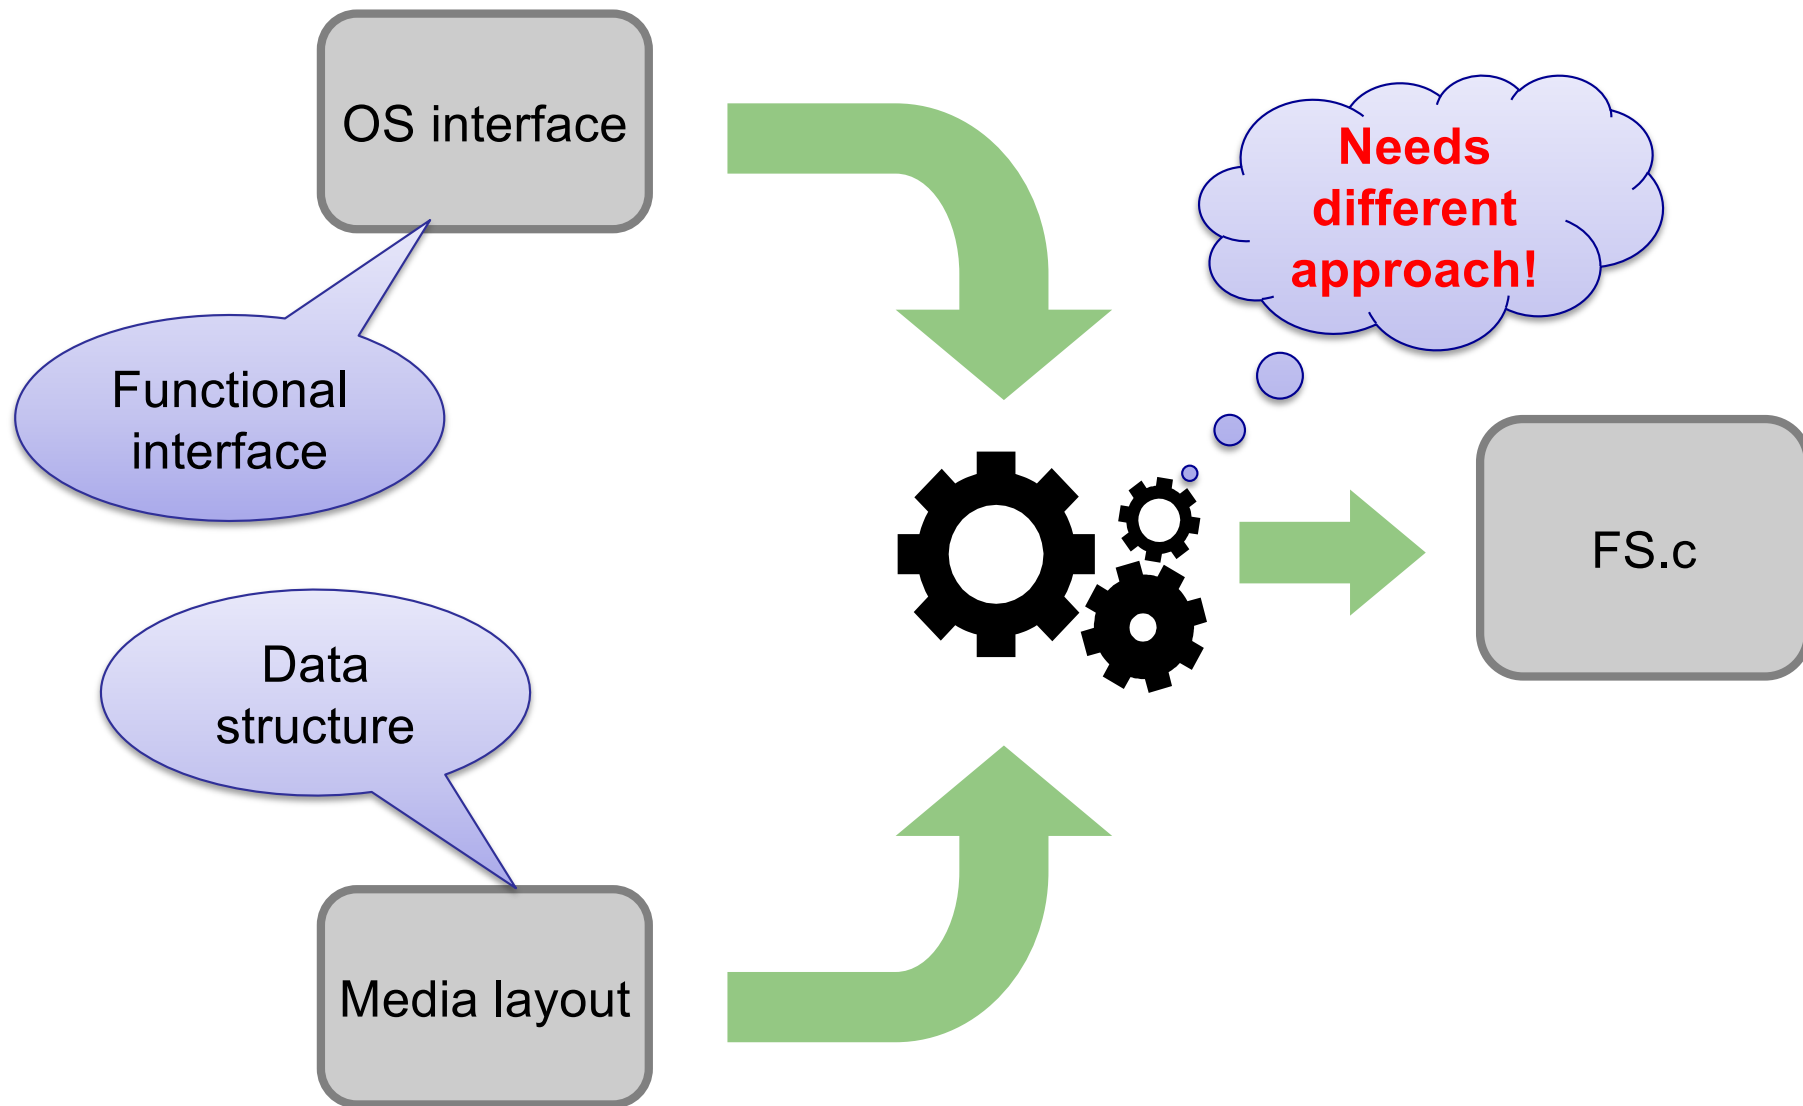 OS interface
Needs
different
approach!
Functional
interface
FS.c
Data
structure
Media layout